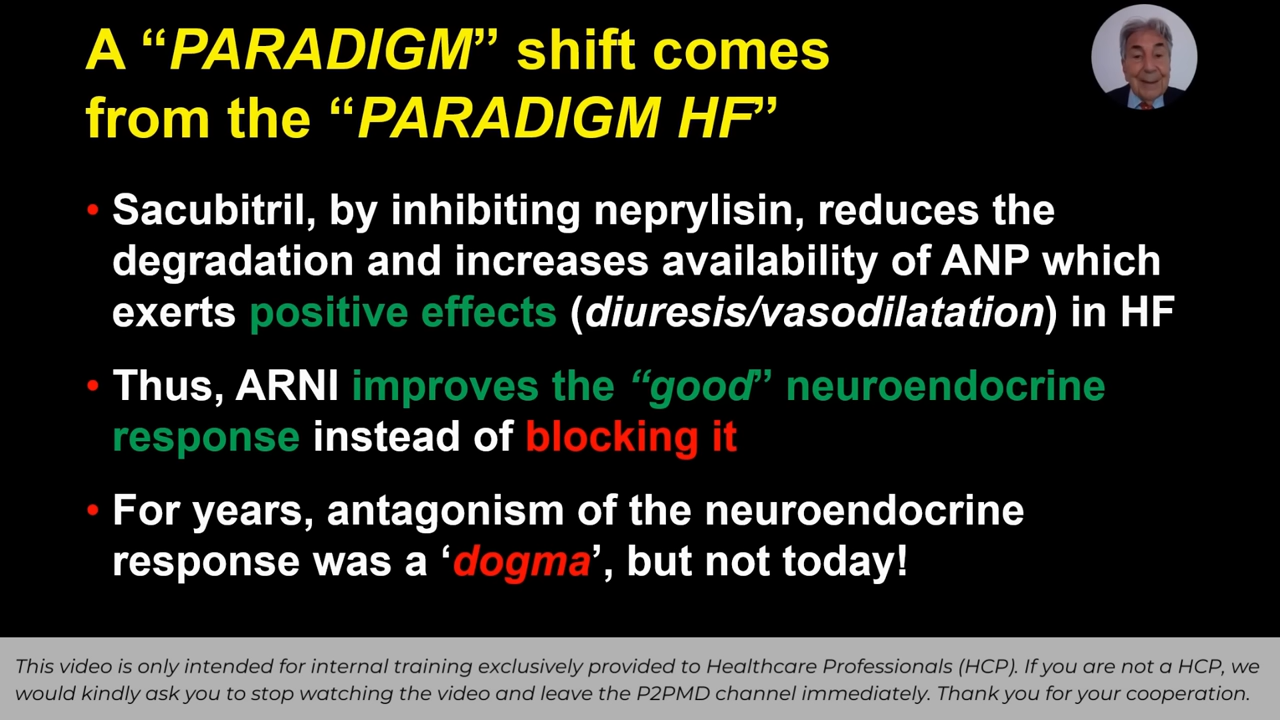 A “PARADIGM” shift comes
from the “PARADIGM HF”
• Sacubitril, by inhibiting neprylisin, reduces the
degradation and increases availability of ANP which
exerts positive effects (diuresis/vasodilatation) in HF
• Thus, ARNI improves the “good” neuroendocrine
response instead of blocking it
• For years, antagonism of the neuroendocrine
response was a ‘dogma’, but not today!
This video is only intended for internal training exclusively provided to Healthcare Professionals (HCP). If you are not a HCP, we
would kindly ask you to stop watching the video and leave the P2PMD channel immediately. Thank you for your cooperation.